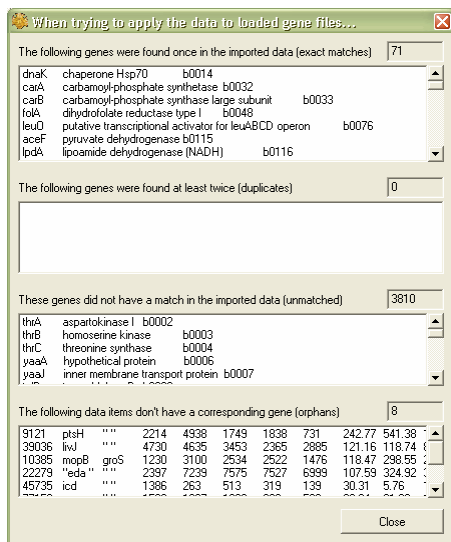 When trying to apply the data to loaded gene files...
The following genes were found once in the imported data (exact matches) 71
dnaK chaperone Hsp70 b0014
carA carbamoyl-phosphate synthetase b0032
carB carbamoyl-phosphate synthase large subunit b0033
folA dihydrofolate reductase type I b0048
leuO putative transcriptional activator for leuABCD operon b0076
aceF pyruvate dehydrogenase b0115
lpdA lipoamide dehydrogenase (NADH) b0116
The following genes were found at least twice (duplicates) 0
These genes did not have a match in the imported data (unmatched) 3810
thrA aspartokinase I b0002
thrB homoserine kinase b0003
thrC threonine synthase b0004
yaaA hypothetical protein b0006
yaaJ inner membrane transport protein b0007
The following data items don't have a corresponding gene (orphans) 8
9121 ptsH " " 2214 4938 1749 1838 731 242.77 541.38
39036 livJ " " 4730 4635 3453 2365 2885 121.16 118.74
10385 mopB groS 1230 3100 2534 2522 1476 118.47 298.55
22279 "eda " " " 2397 7239 7575 7527 6999 107.59 324.92
45735 icd " " 1386 263 513 319 139 30.31 5.76
Close